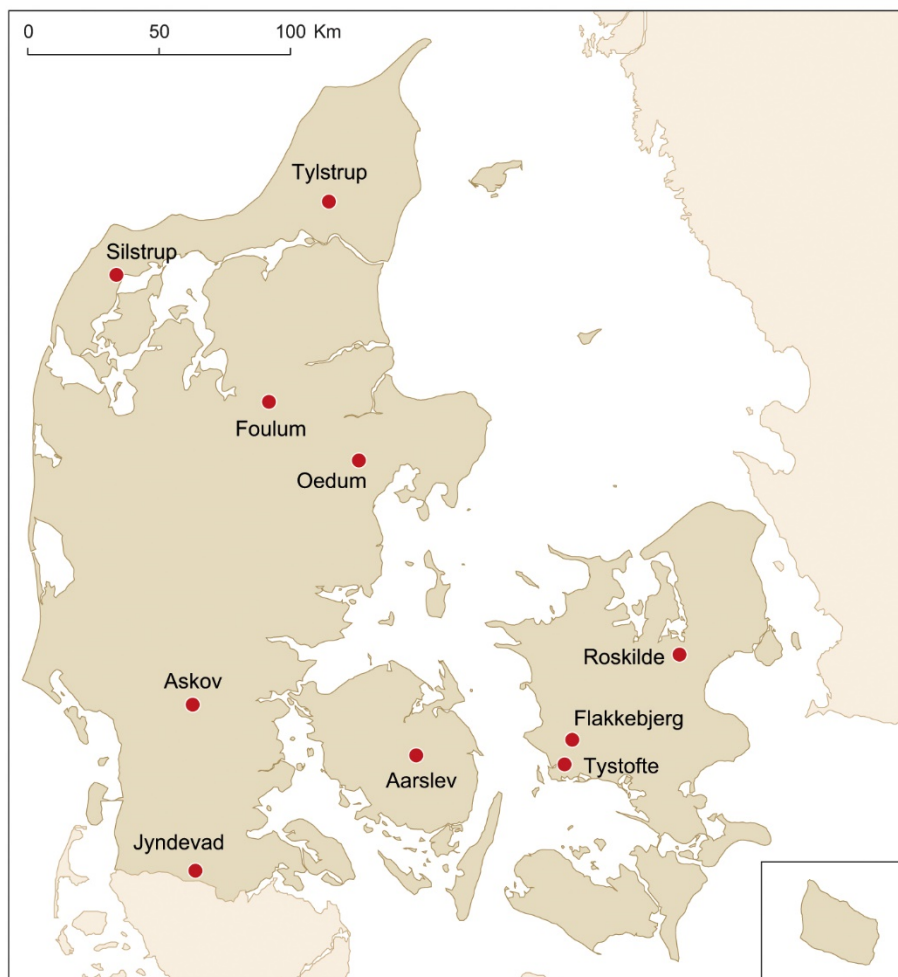 0 50 100 Km
Tylstrup
Silstrup
Foulum
Oedum
Roskilde
Askov
Flakkebjerg
Aarslev
Tystofte
Jyndevad